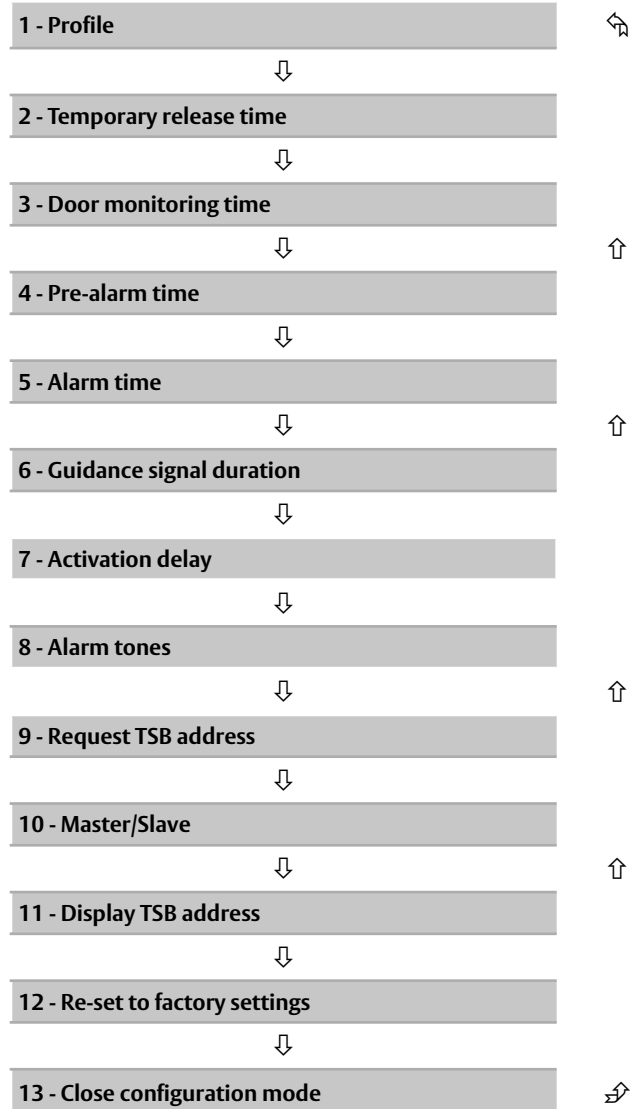 1 - Profile
2 - Temporary release time
3 - Door monitoring time
4 - Pre-alarm time
5 - Alarm time
6 - Guidance signal duration
7 - Activation delay
8 - Alarm tones
9 - Request TSB address
10 - Master/Slave
11 - Display TSB address
12 - Re-set to factory settings
13 - Close configuration mode